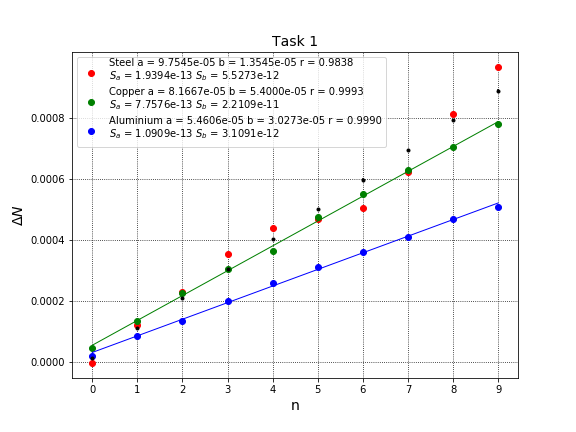 Task 1
Steel a = 9.7545e-05 b = 1.3545e-05 r = 0.9838
Sₐ = 1.9394e-13 S_b = 5.5273e-12
Copper a = 8.1667e-05 b = 5.4000e-05 r = 0.9993
Sₐ = 7.7576e-13 S_b = 2.2109e-11
Aluminium a = 5.4606e-05 b = 3.0273e-05 r = 0.9990
Sₐ = 1.0909e-13 S_b = 3.1091e-12
0.0008
0.0006
0.0004
0.0002
0.0000
ΔN
0 1 2 3 4 5 6 7 8 9
n